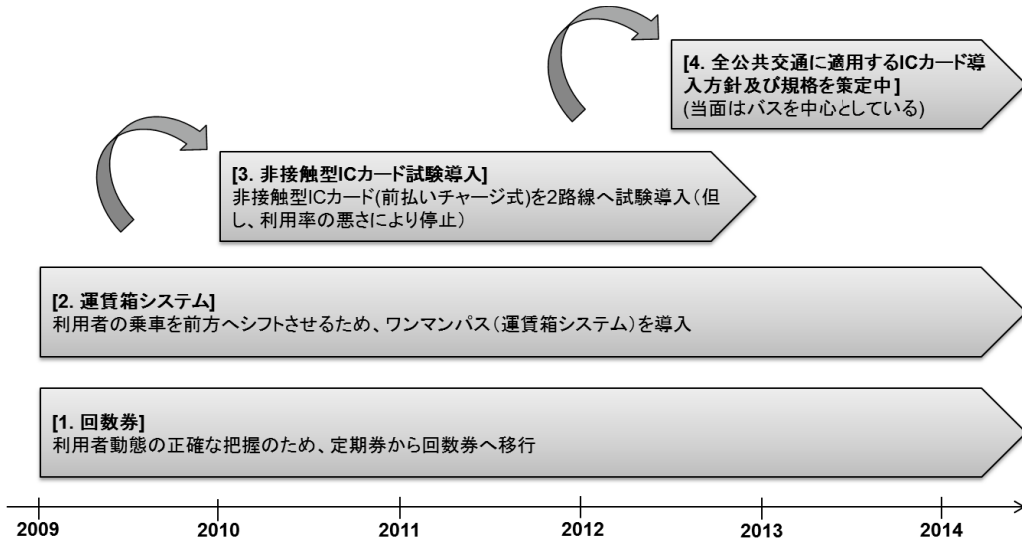 [4. 全公共交通に適用するICカード導
入方針及び規格を策定中]
(当面はバスを中心としている)
[3. 非接触型ICカード試験導入]
非接触型ICカード(前払いチャージ式)を2路線へ試験導入(但
し、利用率の悪さにより停止)
[2. 運賃箱システム]
利用者の乗車を前方へシフトさせるため、ワンマンパス(運賃箱システム)を導入
[1. 回数券]
利用者動態の正確な把握のため、定期券から回数券へ移行
2009 2010 2011 2012 2013 2014